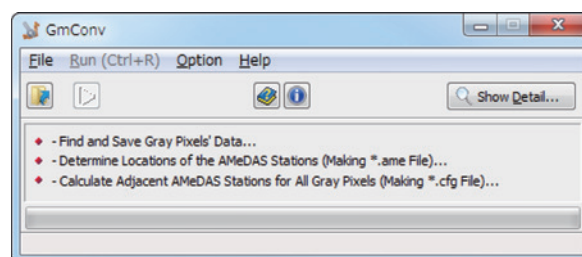 GmConv
File Run (Ctrl+R) Option Help
Show Detail...
- Find and Save Gray Pixels' Data...
- Determine Locations of the AMeDAS Stations (Making *.ame File)...
- Calculate Adjacent AMeDAS Stations for All Gray Pixels (Making *.cfg File)...